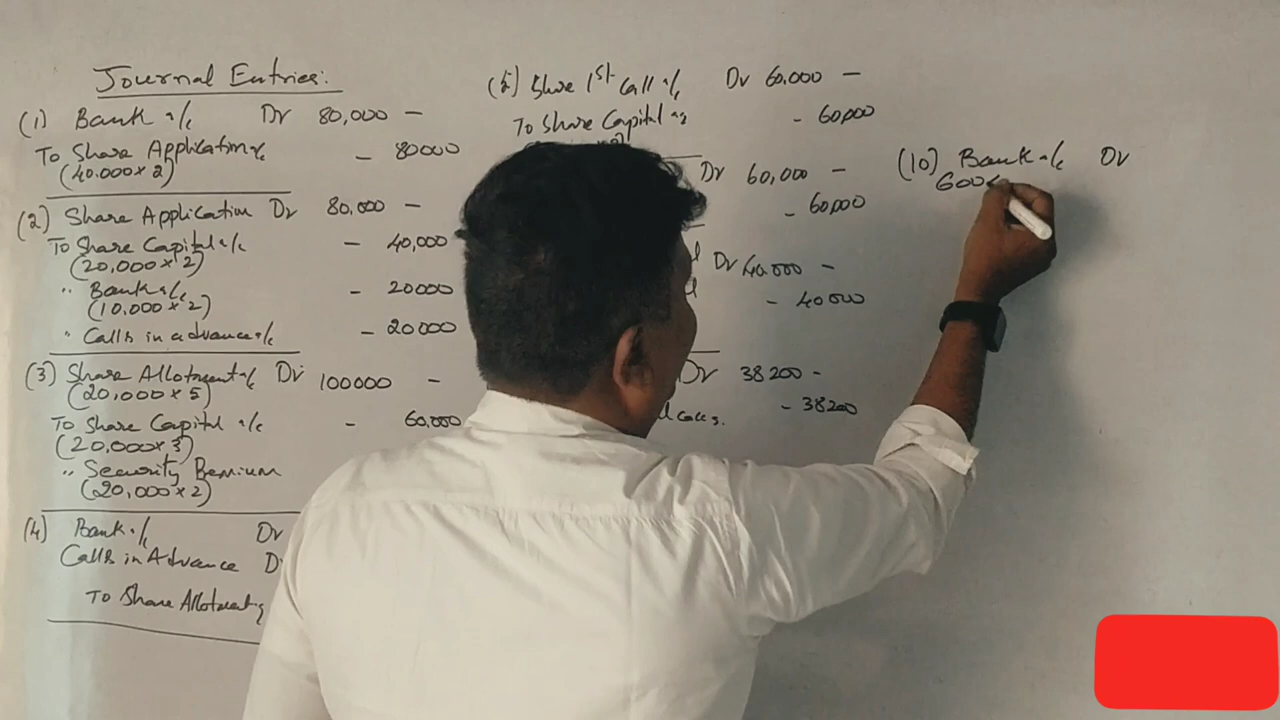 Journal Entries:
(1) Bank a/c Dr 80,000 -
To Share Application a/c - 80000
(40.000 x 2)
(2) Share Application Dr 80,000 -
To Share Capital a/c - 40,000
(20,000 x 2)
" Bank a/c - 20000
(10.000 x 2)
" Calls in advance a/c - 20000
(3) Share Allotment a/c Dr 100000 -
(20,000 x 5)
To Share Capital a/c - 60,000
(20,000 x 3)
" Security Premium
(20,000 x 2)
(4) Bank a/c Dr
Calls in Advance D
To Share Allotment
(5) Share 1st Call a/c Dr 60,000 -
To Share Capital a/c - 60,000
Dr 60,000 -
- 60,000
Dr 40,000 -
- 40000
Dr 38200 -
- 38200
(10) Bank a/c Dr
600